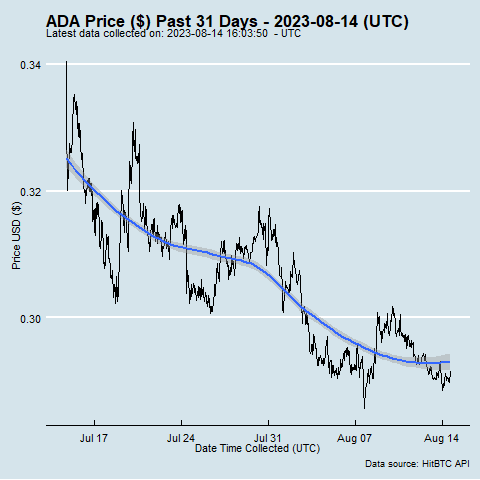 ADA Price ($) Past 31 Days - 2023-08-14 (UTC)
Latest data collected on: 2023-08-14 16:03:50 - UTC
0.34
0.32
0.30
Price USD ($)
Jul 17 Jul 24 Jul 31 Aug 07 Aug 14
Date Time Collected (UTC)
Data source: HitBTC API